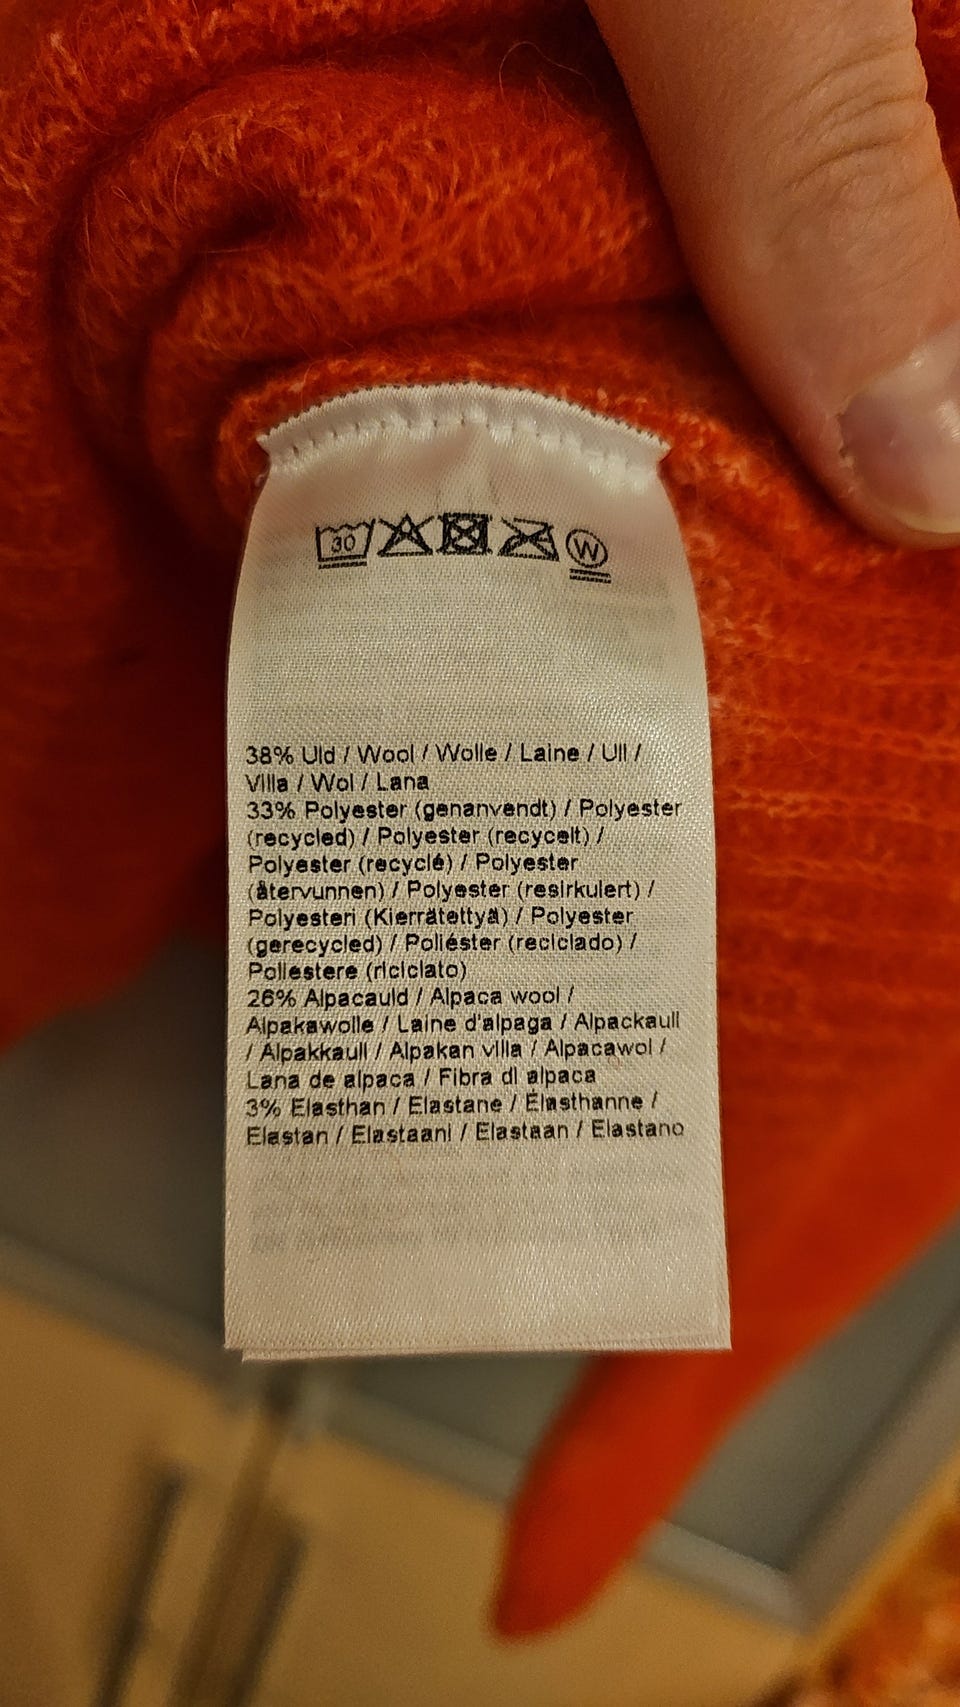 30
W
38% Uld / Wool / Wolle / Laine / Ull /
Villa / Wol / Lana
33% Polyester (genanvendt) / Polyester
(recycled) / Polyester (recycelt) /
Polyester (recyclé) / Polyester
(återvunnen) / Polyester (resirkulert) /
Polyesteri (Kierrätettyä) / Polyester
(gerecycled) / Poliéster (reciclado) /
Poliestere (riciclato)
26% Alpacauld / Alpaca wool /
Alpakawolle / Laine d'alpaga / Alpackaull
/ Alpakkaull / Alpakan villa / Alpacawol /
Lana de alpaca / Fibra di alpaca
3% Elasthan / Elastane / Élasthanne /
Elastan / Elastaani / Elastaan / Elastano